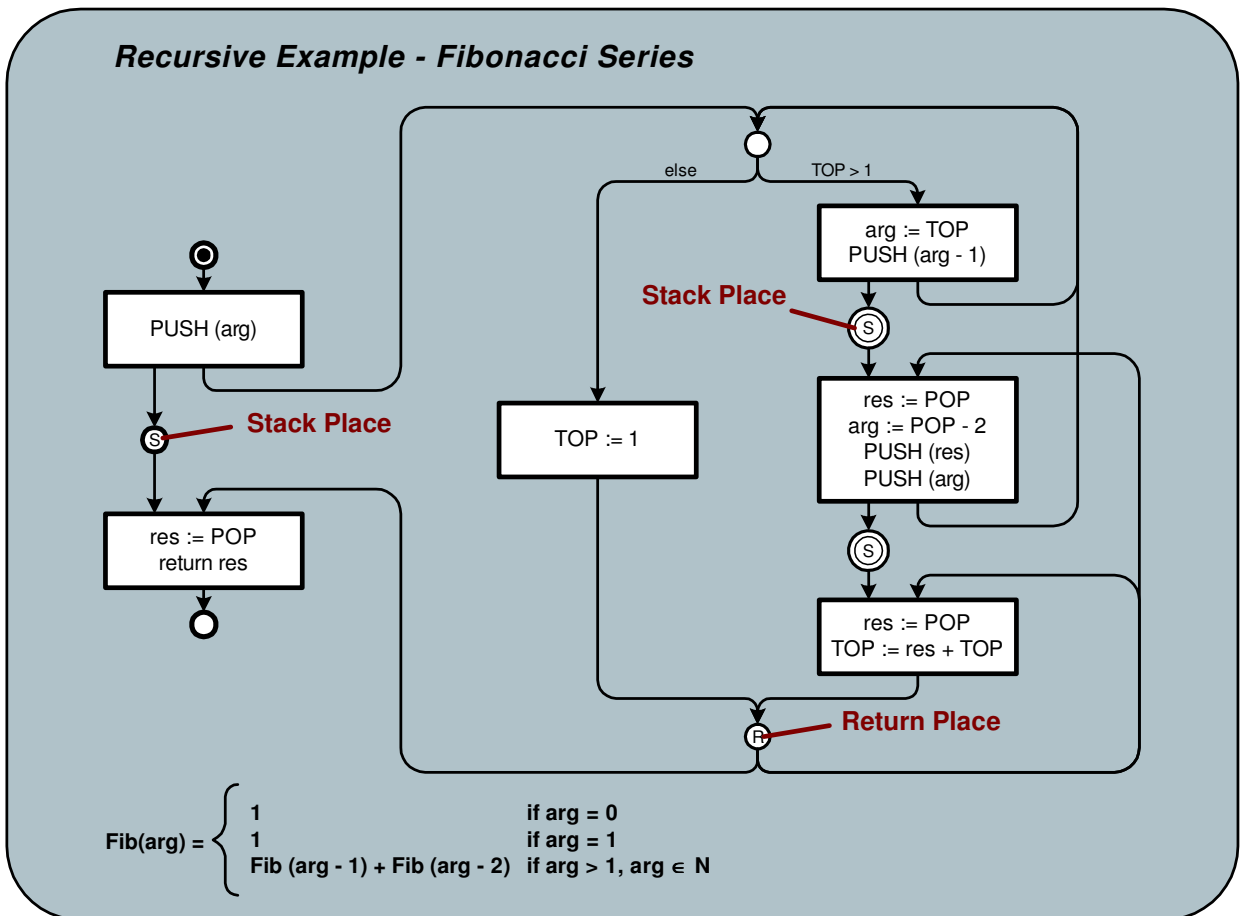 Recursive Example - Fibonacci Series
else
TOP > 1
arg := TOP
PUSH (arg - 1)
Stack Place
S
PUSH (arg)
Stack Place
S
TOP := 1
res := POP
arg := POP - 2
PUSH (res)
PUSH (arg)
S
res := POP
return res
res := POP
TOP := res + TOP
Return Place
R
Fib(arg) =
1 if arg = 0
1 if arg = 1
Fib (arg - 1) + Fib (arg - 2) if arg > 1, arg ∈ N